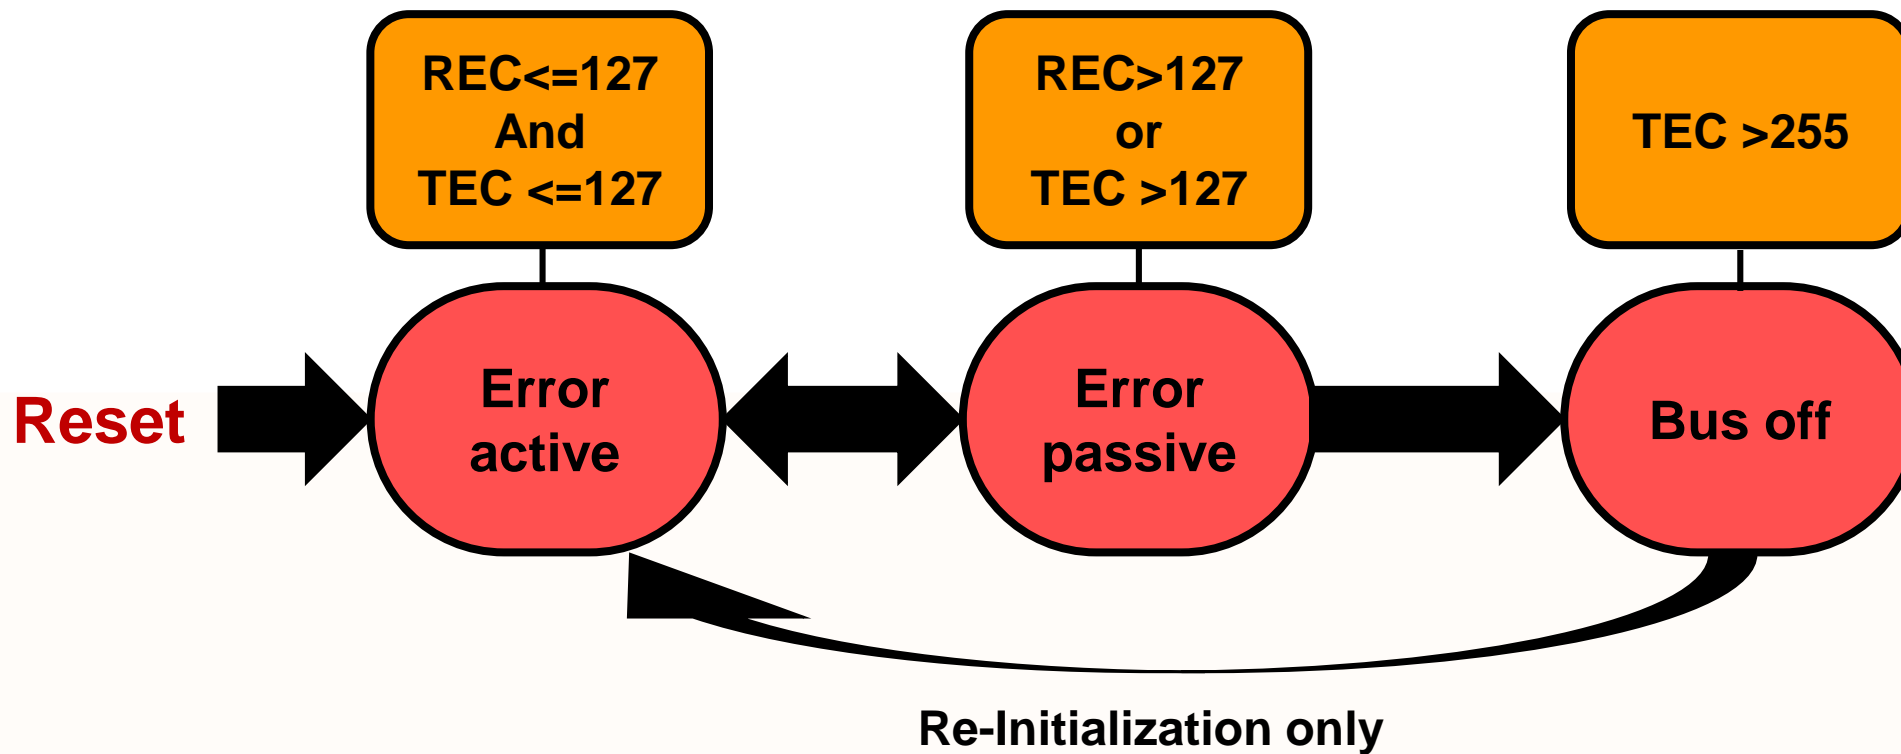 REC<=127
And
TEC <=127
REC>127
or
TEC >127
TEC >255
Reset
Error
active
Error
passive
Bus off
Re-Initialization only